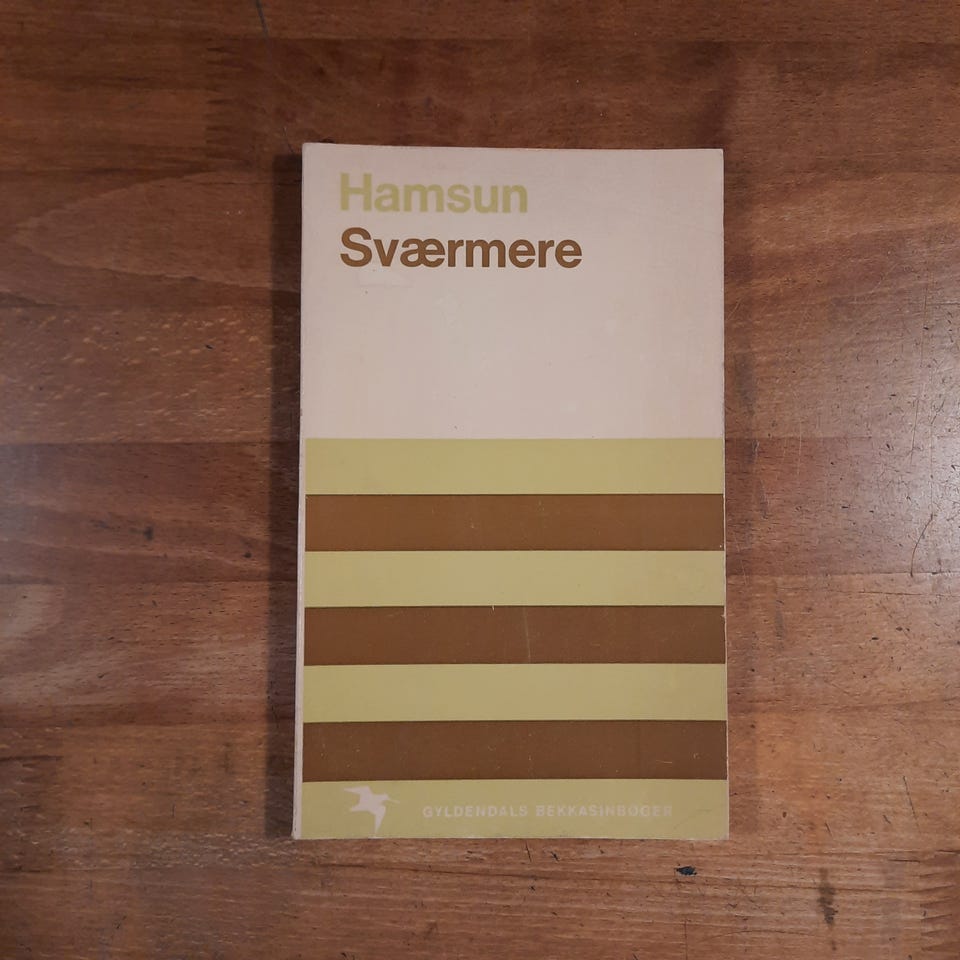 Hamsun
Sværmere
GYLDENDALS BEKKASINBØGER